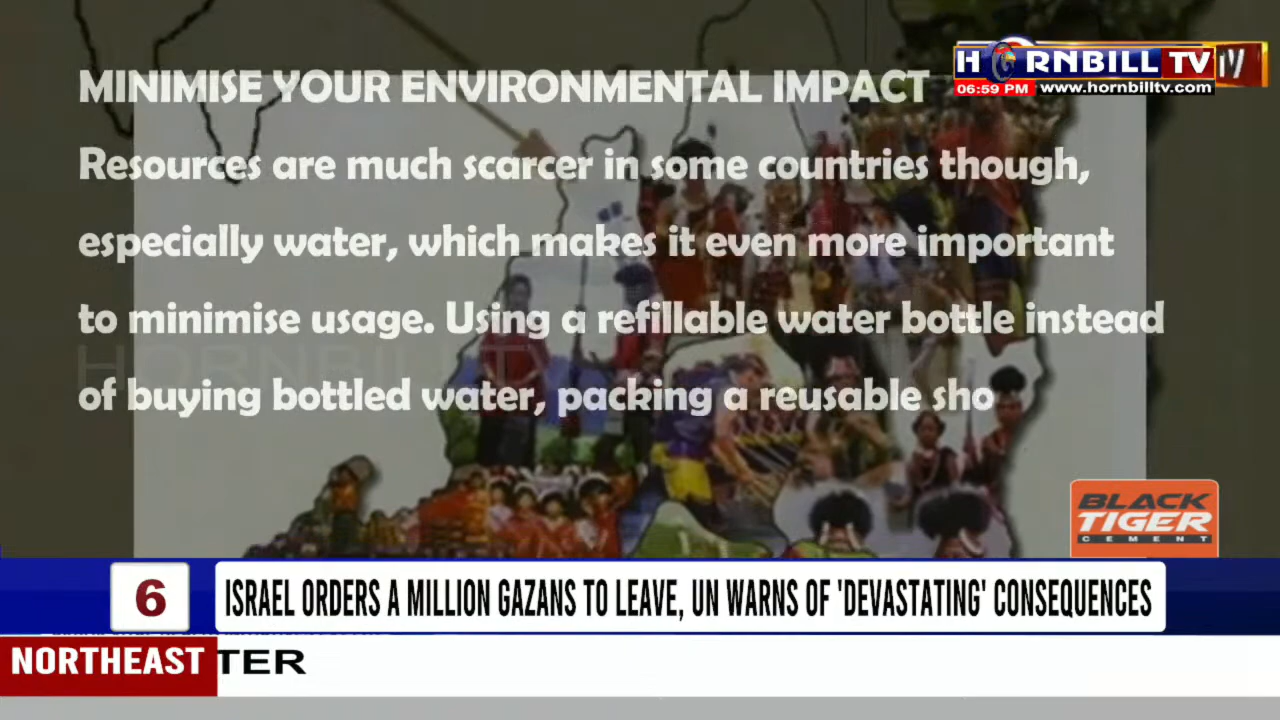 MINIMISE YOUR ENVIRONMENTAL IMPACT
Resources are much scarcer in some countries though,
especially water, which makes it even more important
to minimise usage. Using a refillable water bottle instead
of buying bottled water, packing a reusable sho
HORNBILL TV
HORNBILL TV
06:59 PM www.hornbilltv.com
BLACK
TIGER
CEMENT
6 ISRAEL ORDERS A MILLION GAZANS TO LEAVE, UN WARNS OF 'DEVASTATING' CONSEQUENCES
NORTHEAST TER